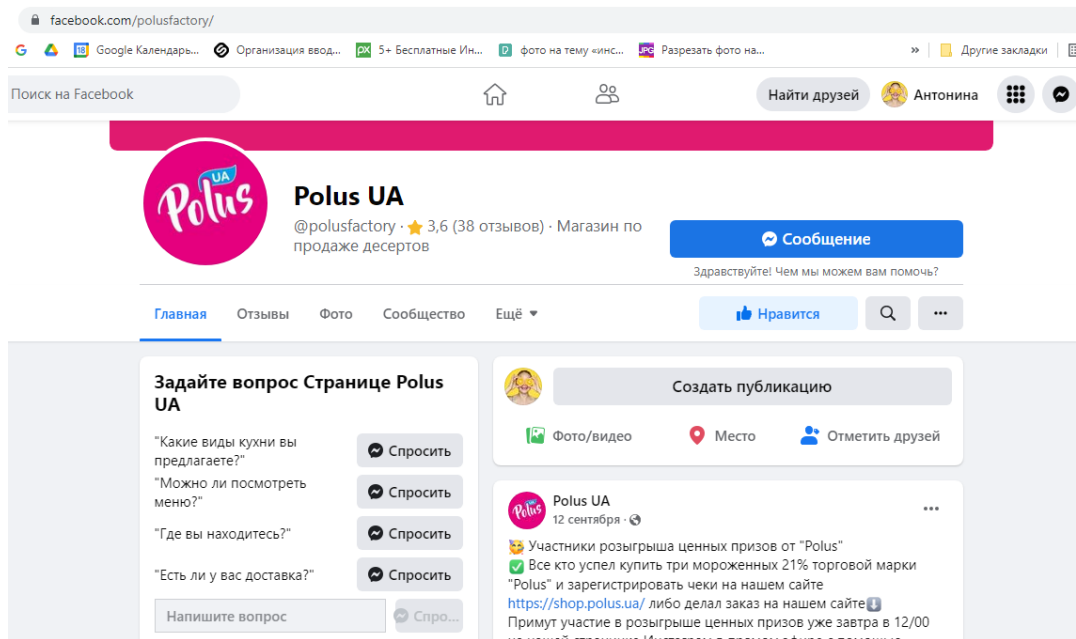 facebook.com/polusfactory/
Google Календарь... Организация ввод... 5+ Бесплатные Ин... фото на тему «инс... JPG Разрезать фото на... » Другие закладки
Поиск на Facebook
Найти друзей Антонина
Polus UA
Polus UA
@polusfactory · 3,6 (38 отзывов) · Магазин по
продаже десертов
Сообщение
Здравствуйте! Чем мы можем вам помочь?
Главная Отзывы Фото Сообщество Ещё
Нравится
Задайте вопрос Странице Polus
UA
"Какие виды кухни вы
предлагаете?"
Спросить
"Можно ли посмотреть
меню?"
Спросить
"Где вы находитесь?"
Спросить
"Есть ли у вас доставка?"
Спросить
Напишите вопрос
Спро...
Создать публикацию
Фото/видео Место Отметить друзей
Polus
Polus UA
12 сентября ·
Участники розыгрыша ценных призов от "Polus"
Все кто успел купить три мороженных 21% торговой марки
"Polus" и зарегистрировать чеки на нашем сайте
https://shop.polus.ua/ либо делал заказ на нашем сайте
Примут участие в розыгрыше ценных призов уже завтра в 12/00